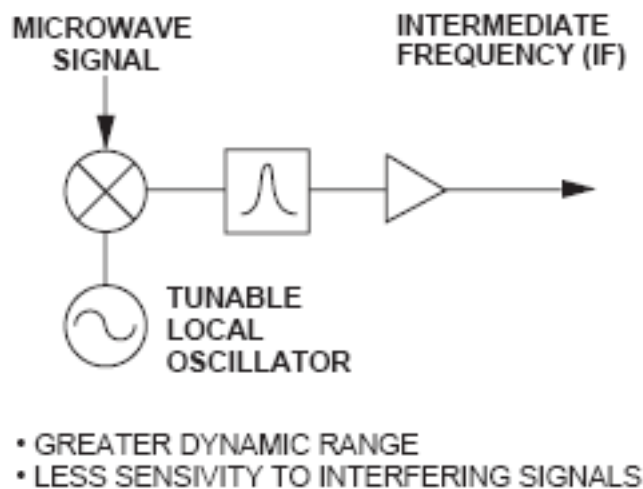 MICROWAVE
SIGNAL
INTERMEDIATE
FREQUENCY (IF)
TUNABLE
LOCAL
OSCILLATOR
• GREATER DYNAMIC RANGE
• LESS SENSIVITY TO INTERFERING SIGNALS